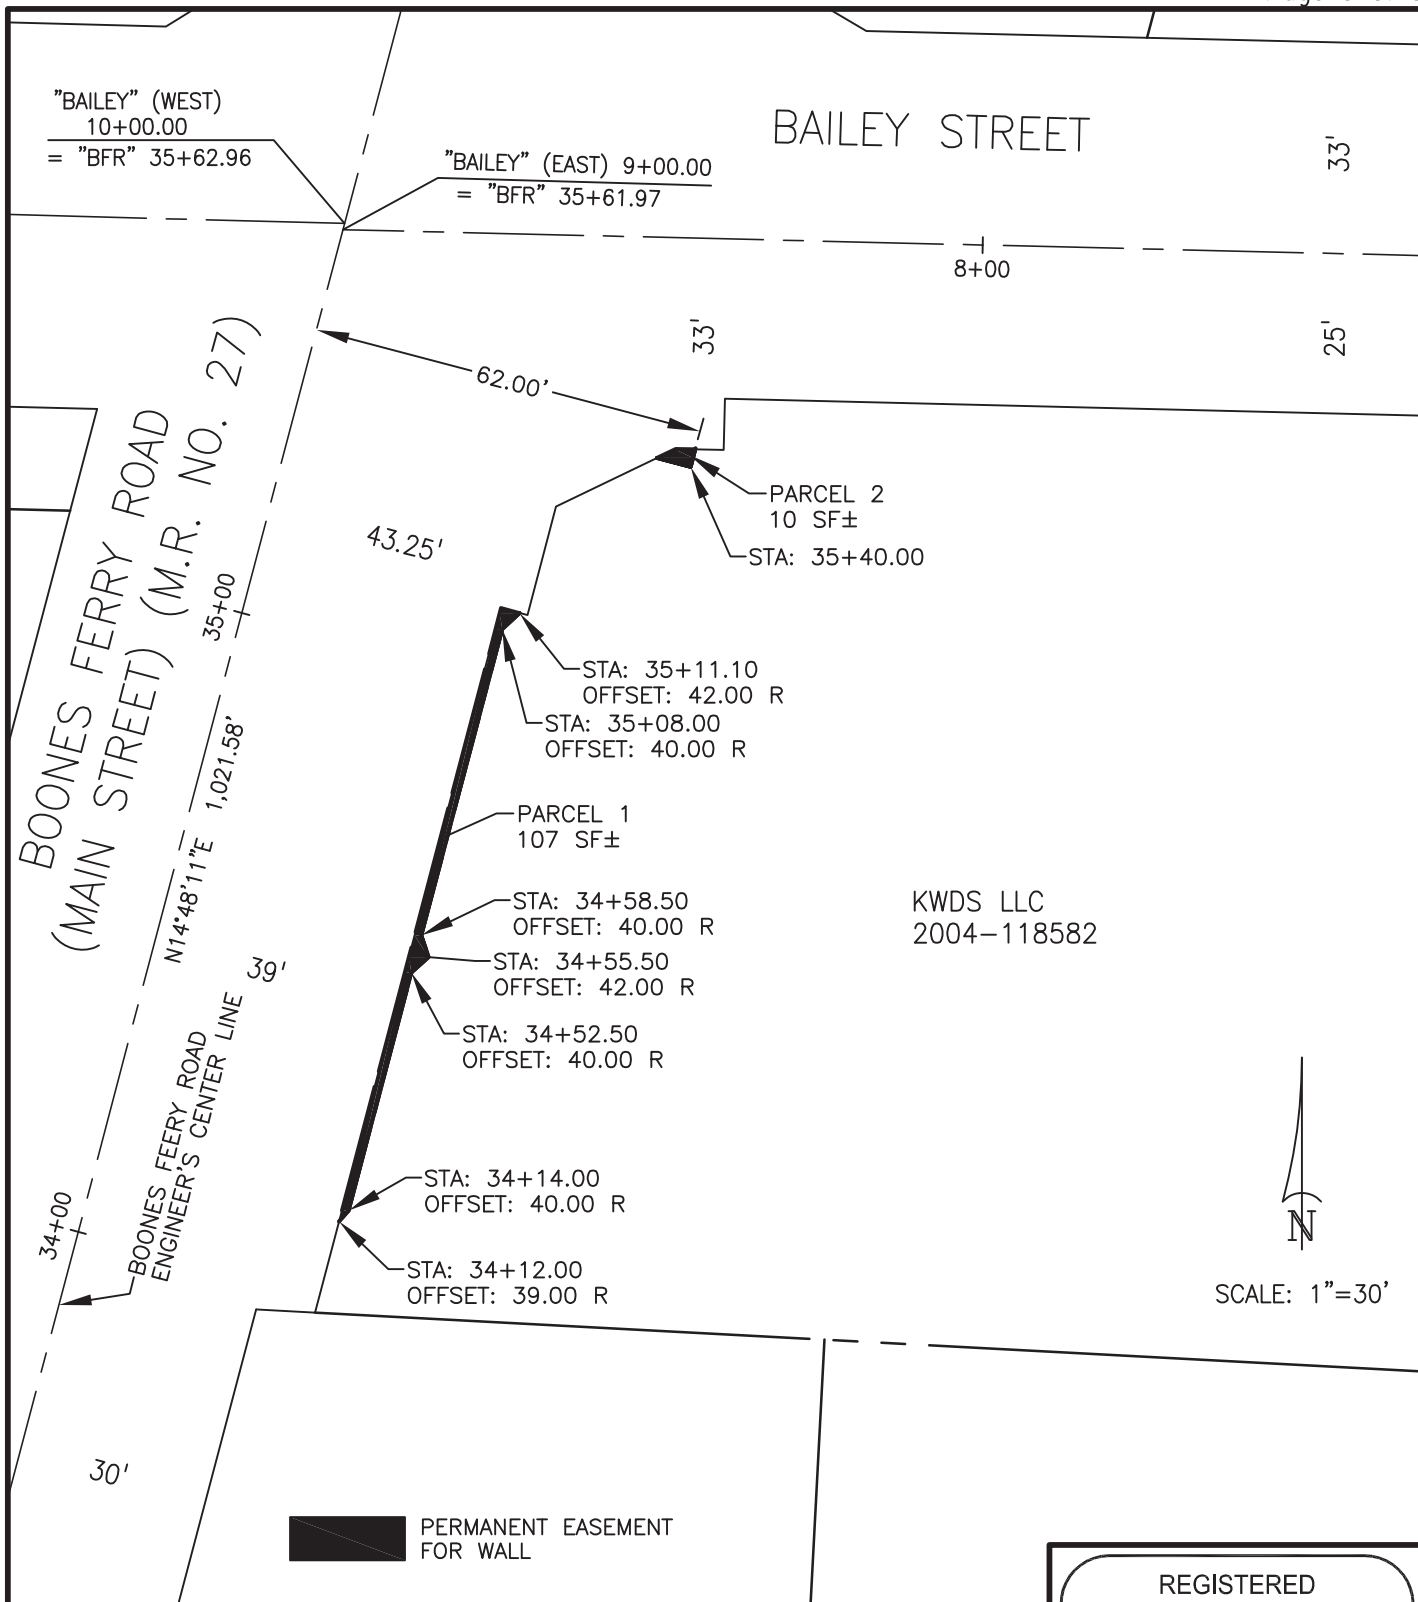 "BAILEY" (WEST)
10+00.00
= "BFR" 35+62.96
"BAILEY" (EAST) 9+00.00
= "BFR" 35+61.97
BAILEY STREET
33'
8+00
33'
25'
62.00'
BOONES FERRY ROAD
(MAIN STREET) (M.R. NO. 27)
43.25'
PARCEL 2
10 SF±
STA: 35+40.00
35+00
STA: 35+11.10
OFFSET: 42.00 R
STA: 35+08.00
OFFSET: 40.00 R
N14°48'11"E 1,021.58'
PARCEL 1
107 SF±
STA: 34+58.50
OFFSET: 40.00 R
KWDS LLC
2004-118582
39'
STA: 34+55.50
OFFSET: 42.00 R
STA: 34+52.50
OFFSET: 40.00 R
BOONES FEERY ROAD
ENGINEER'S CENTER LINE
34+00
STA: 34+14.00
OFFSET: 40.00 R
STA: 34+12.00
OFFSET: 39.00 R
N
SCALE: 1"=30'
30'
PERMANENT EASEMENT
FOR WALL
REGISTERED